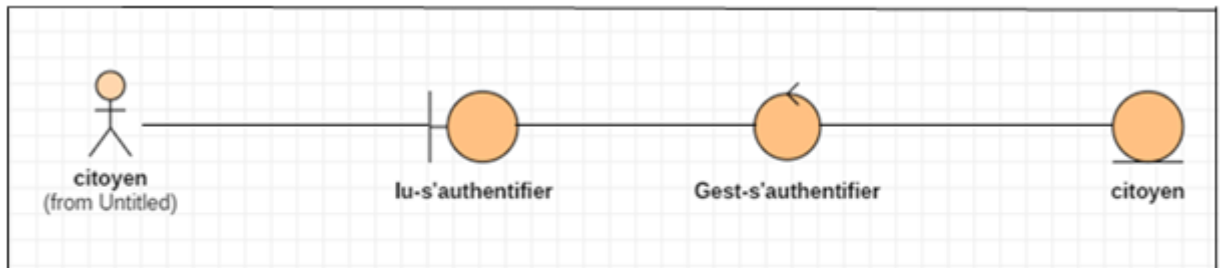 citoyen
(from Untitled)
Iu-s'authentifier
Gest-s'authentifier
citoyen